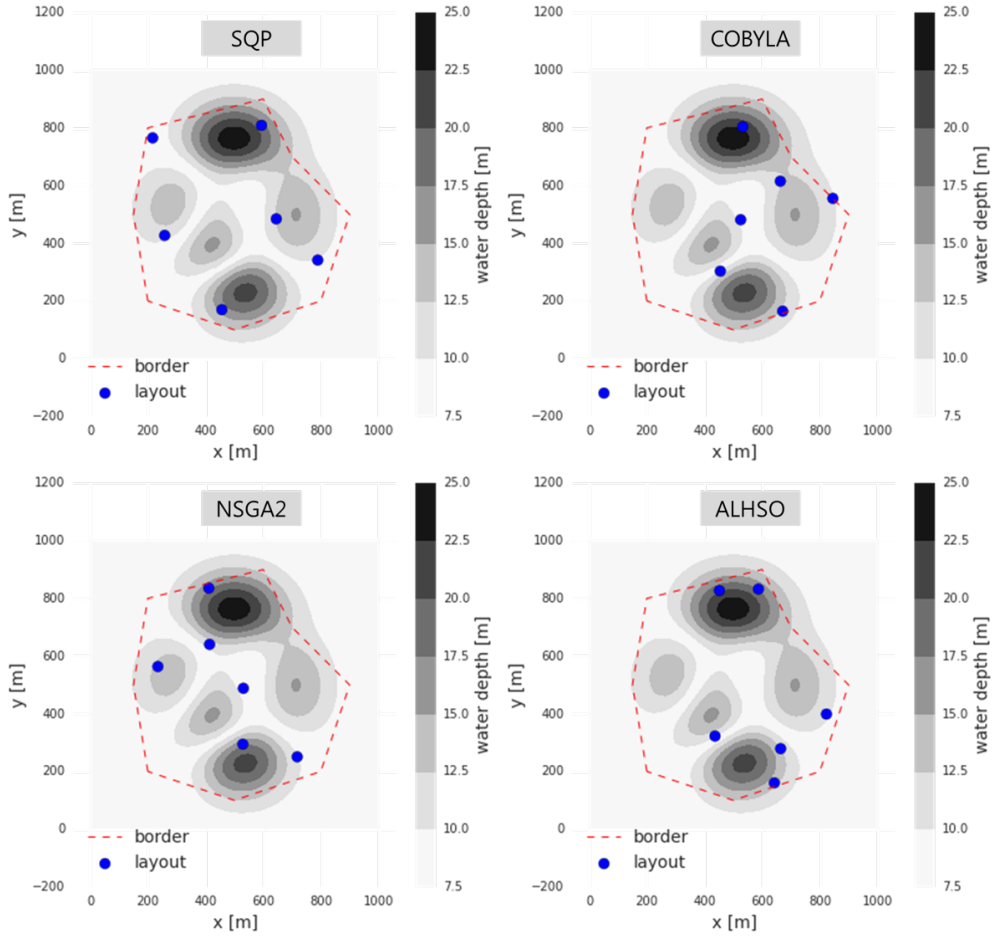 SQP
1200
1000
800
600
400
200
0
−200
y [m]
0 200 400 600 800 1000
x [m]
border
layout
25.0
22.5
20.0
17.5
15.0
12.5
10.0
7.5
water depth [m]
COBYLA
1200
1000
800
600
400
200
0
−200
y [m]
0 200 400 600 800 1000
x [m]
border
layout
25.0
22.5
20.0
17.5
15.0
12.5
10.0
7.5
water depth [m]
NSGA2
1200
1000
800
600
400
200
0
−200
y [m]
0 200 400 600 800 1000
x [m]
border
layout
25.0
22.5
20.0
17.5
15.0
12.5
10.0
7.5
water depth [m]
ALHSO
1200
1000
800
600
400
200
0
−200
y [m]
0 200 400 600 800 1000
x [m]
border
layout
25.0
22.5
20.0
17.5
15.0
12.5
10.0
7.5
water depth [m]